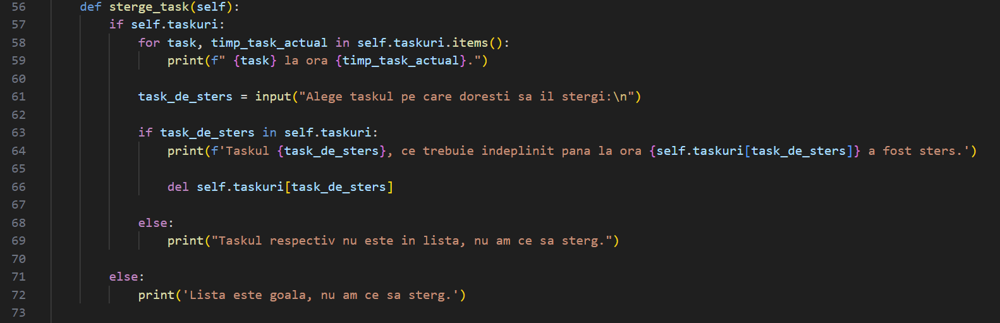 56 def sterge_task(self):
57 if self.taskuri:
58 for task, timp_task_actual in self.taskuri.items():
59 print(f" {task} la ora {timp_task_actual}.")
60
61 task_de_sters = input("Alege taskul pe care doresti sa il stergi:\n")
62
63 if task_de_sters in self.taskuri:
64 print(f'Taskul {task_de_sters}, ce trebuie indeplinit pana la ora {self.taskuri[task_de_sters]} a fost sters.')
65
66 del self.taskuri[task_de_sters]
67
68 else:
69 print("Taskul respectiv nu este in lista, nu am ce sa sterg.")
70
71 else:
72 print('Lista este goala, nu am ce sa sterg.')
73